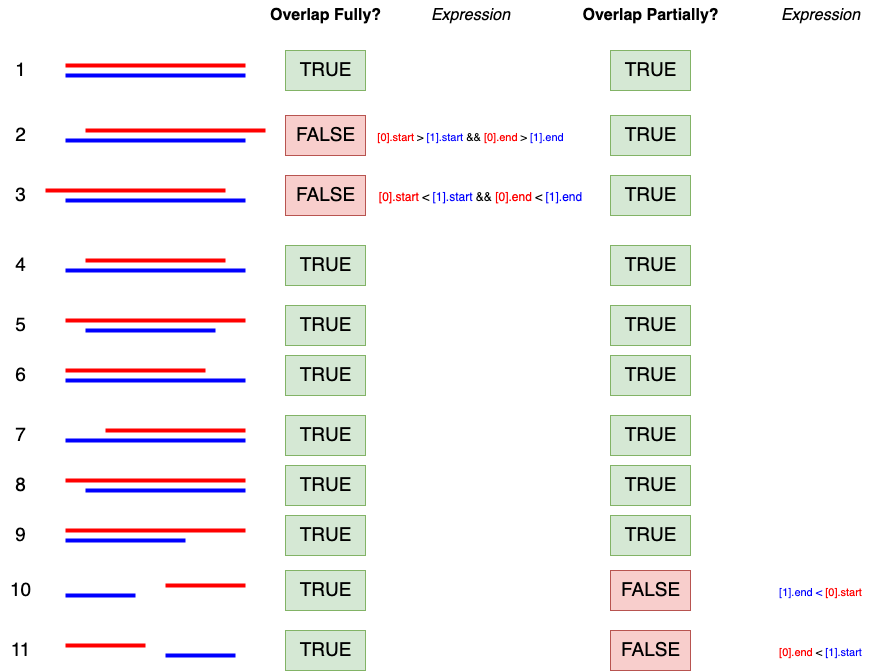 Overlap Fully? Expression Overlap Partially? Expression
1 TRUE TRUE
2 FALSE [0].start > [1].start && [0].end > [1].end TRUE
3 FALSE [0].start < [1].start && [0].end < [1].end TRUE
4 TRUE TRUE
5 TRUE TRUE
6 TRUE TRUE
7 TRUE TRUE
8 TRUE TRUE
9 TRUE TRUE
10 TRUE FALSE [1].end < [0].start
11 TRUE FALSE [0].end < [1].start